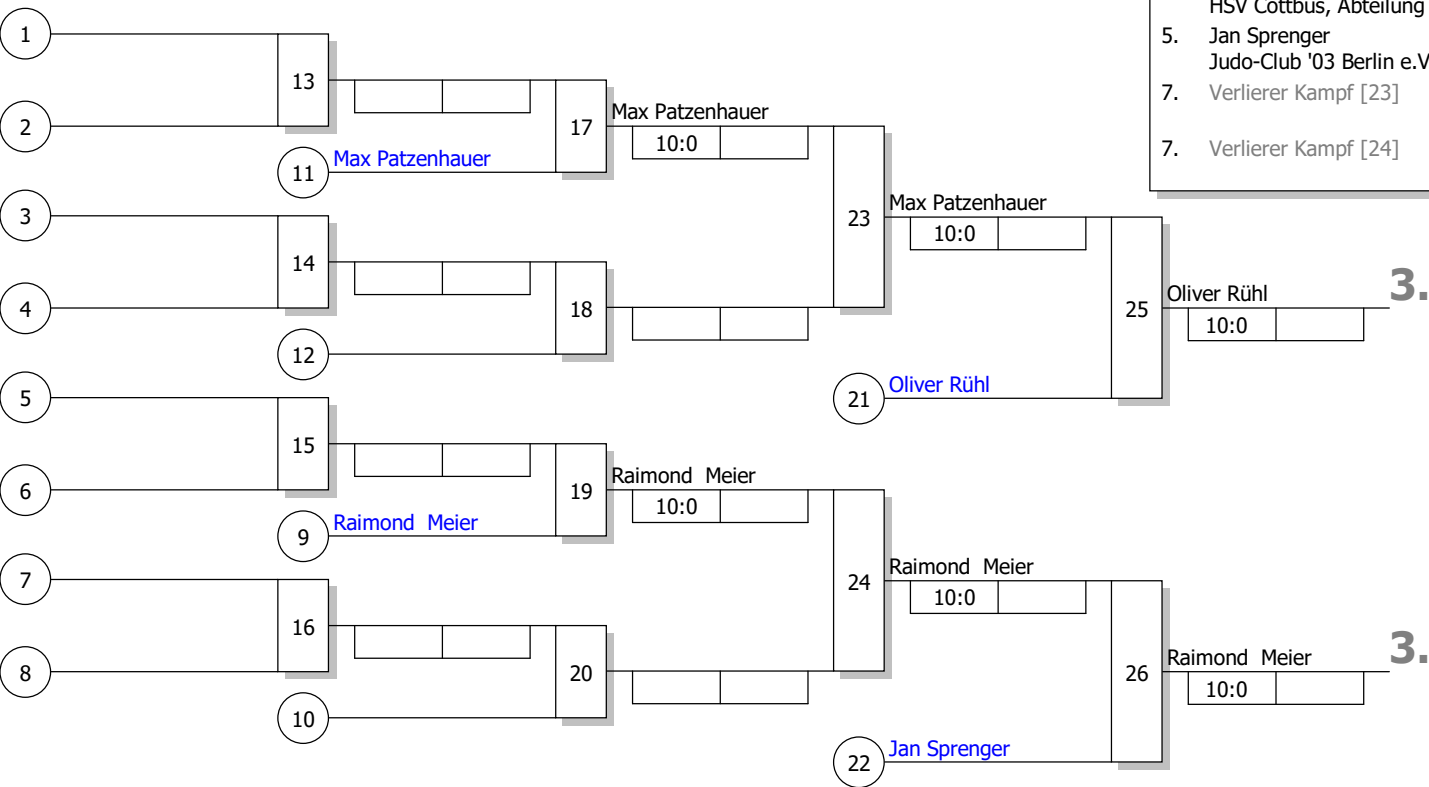 HSV Cottbus, Abteilung
5. Jan Sprenger
Judo-Club '03 Berlin e.V
7. Verlierer Kampf [23]
7. Verlierer Kampf [24]
1
13
2
11 Max Patzenhauer
17
Max Patzenhauer
10:0
3
14
4
12
18
23
Max Patzenhauer
10:0
25
Oliver Rühl
10:0
3.
21 Oliver Rühl
5
15
6
9 Raimond Meier
19
Raimond Meier
10:0
7
16
8
10
20
24
Raimond Meier
10:0
26
Raimond Meier
10:0
3.
22 Jan Sprenger